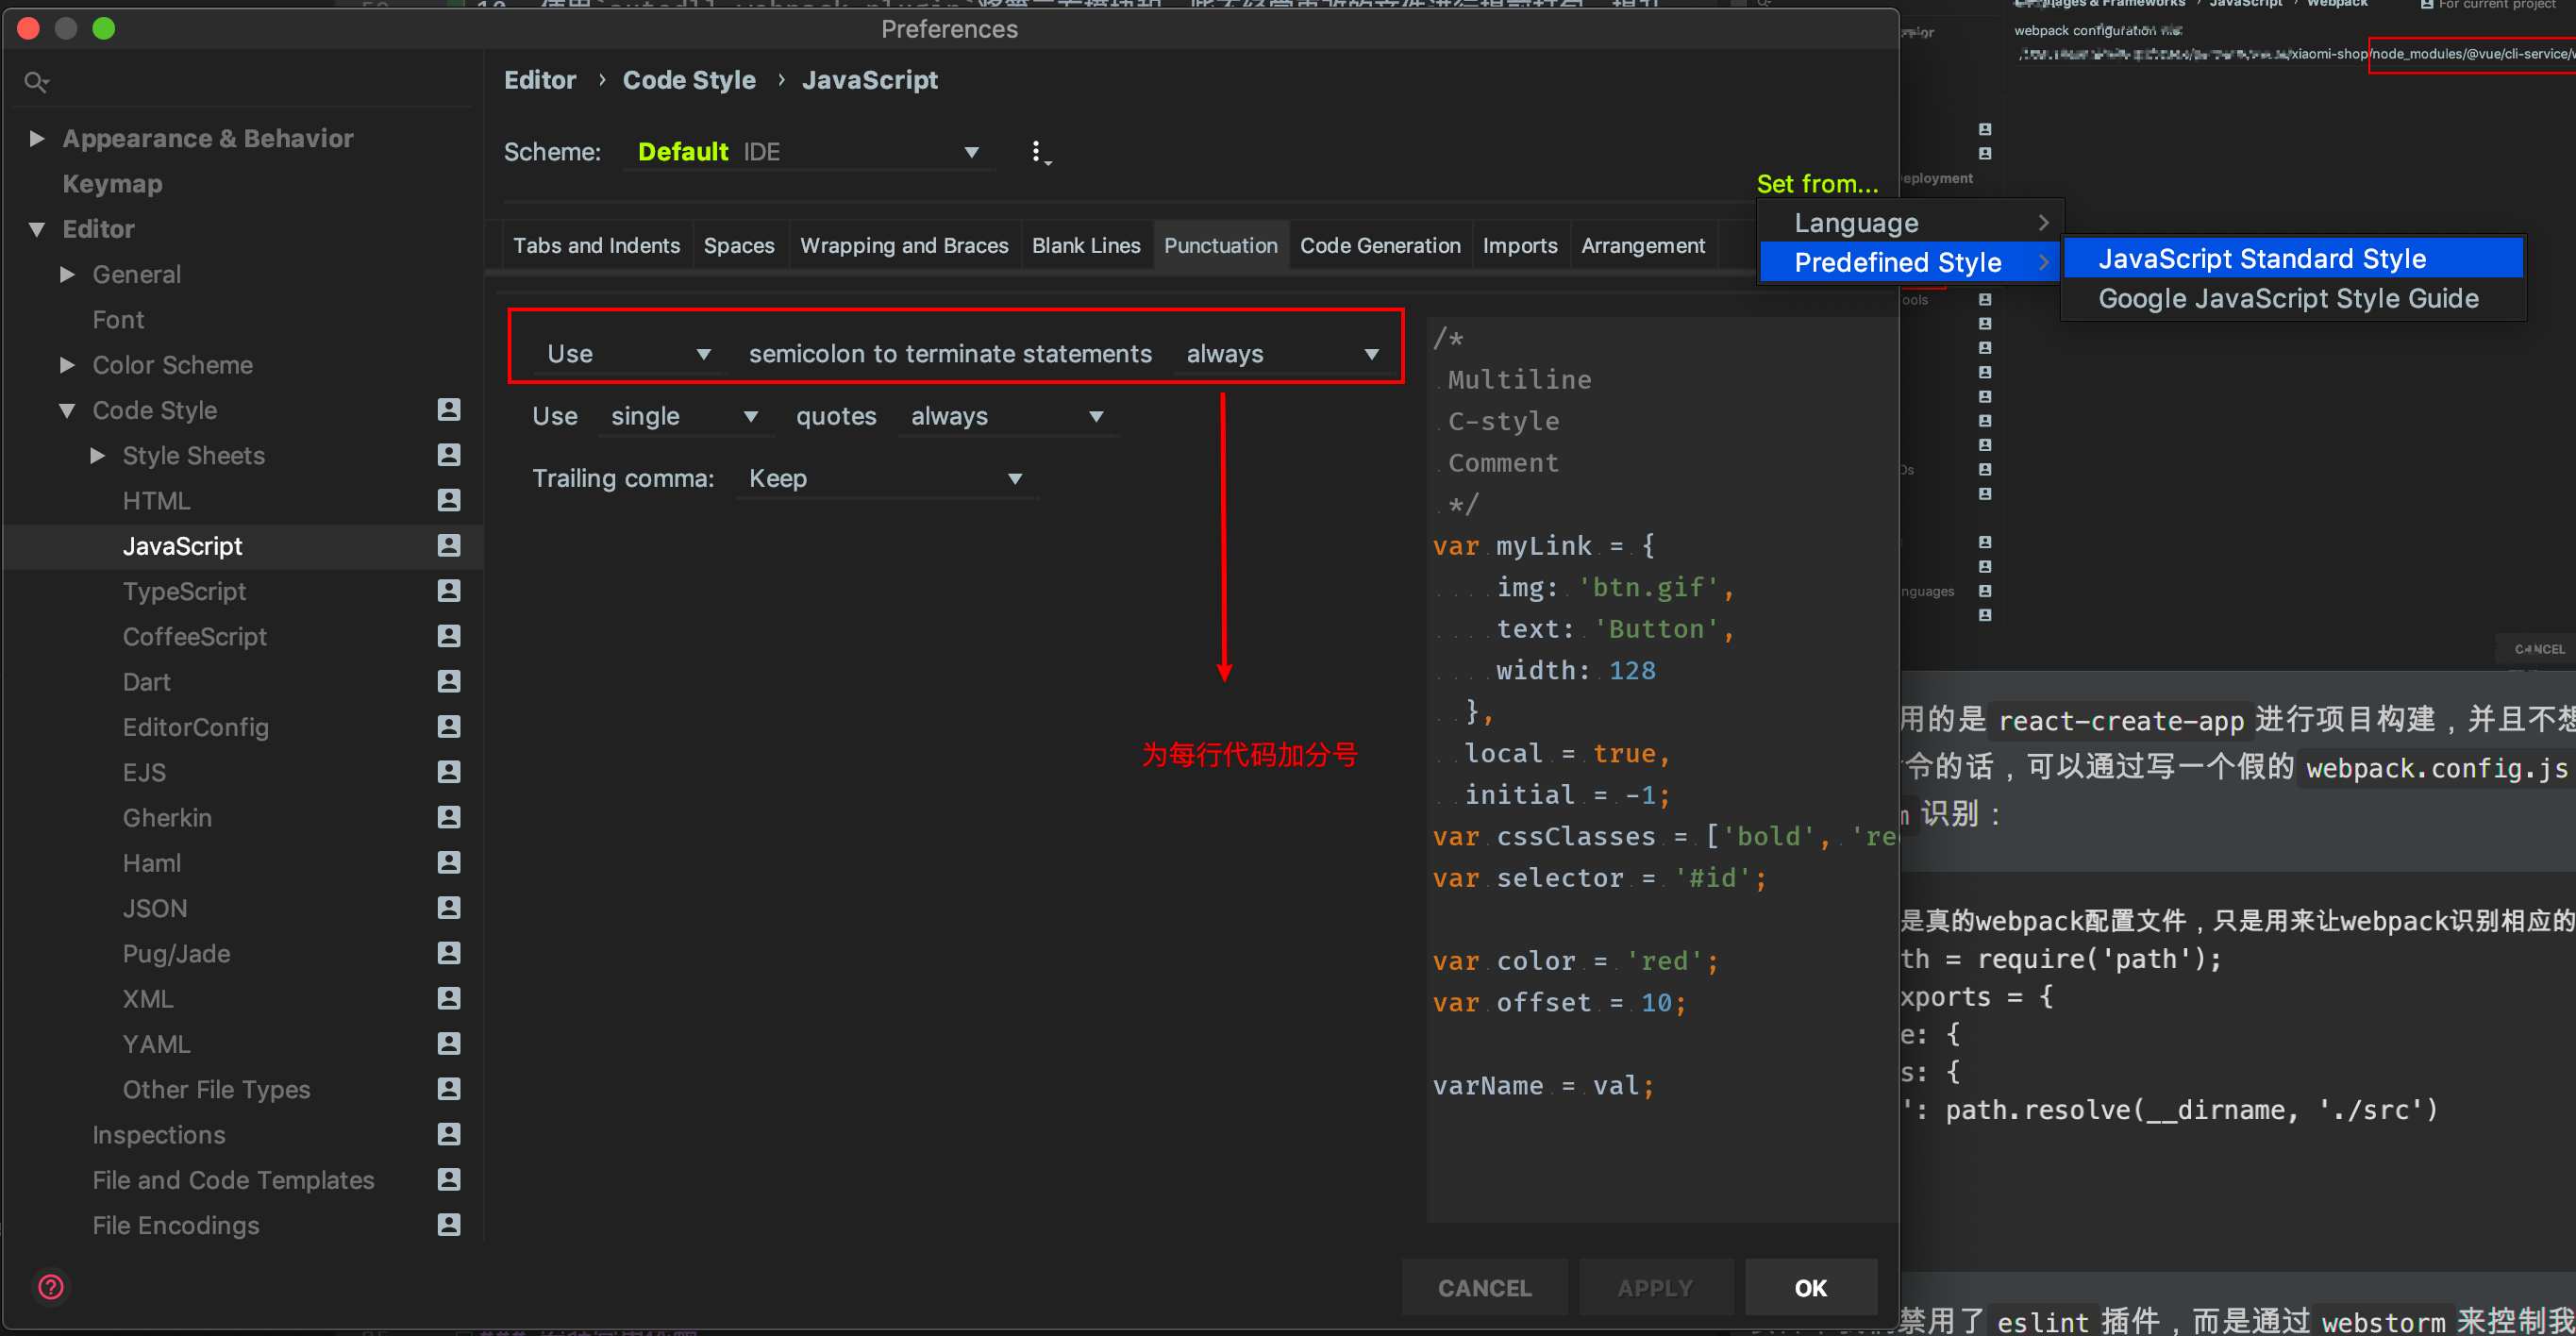 Preferences
Editor › Code Style › JavaScript
Scheme: Default IDE
Set from...
Language
Predefined Style
JavaScript Standard Style
Google JavaScript Style Guide
Appearance & Behavior
Keymap
Editor
General
Font
Color Scheme
Code Style
Style Sheets
HTML
JavaScript
TypeScript
CoffeeScript
Dart
EditorConfig
EJS
Gherkin
Haml
JSON
Pug/Jade
XML
YAML
Other File Types
Inspections
File and Code Templates
File Encodings
Tabs and Indents Spaces Wrapping and Braces Blank Lines Punctuation Code Generation Imports Arrangement
Use semicolon to terminate statements always
Use single quotes always
Trailing comma: Keep
为每行代码加分号
/*
Multiline
C-style
Comment
*/
var myLink = {
img: 'btn.gif',
text: 'Button',
width: 128
},
local = true,
initial = -1;
var cssClasses = ['bold', 're
var selector = '#id';
var color = 'red';
var offset = 10;
varName = val;
CANCEL APPLY OK
& Frameworks › JavaScript › Webpack For current project
webpack configuration file
/xiaomi-shop/node_modules/@vue/cli-service/
eployment
ools
nguages
CANCEL
用的是 react-create-app 进行项目构建，并且不想
令的话，可以通过写一个假的 webpack.config.js
识别：
是真的webpack配置文件，只是用来让webpack识别相应的
th = require('path');
xports = {
e: {
s: {
': path.resolve(__dirname, './src')
禁用了 eslint 插件，而是通过 webstorm 来控制我